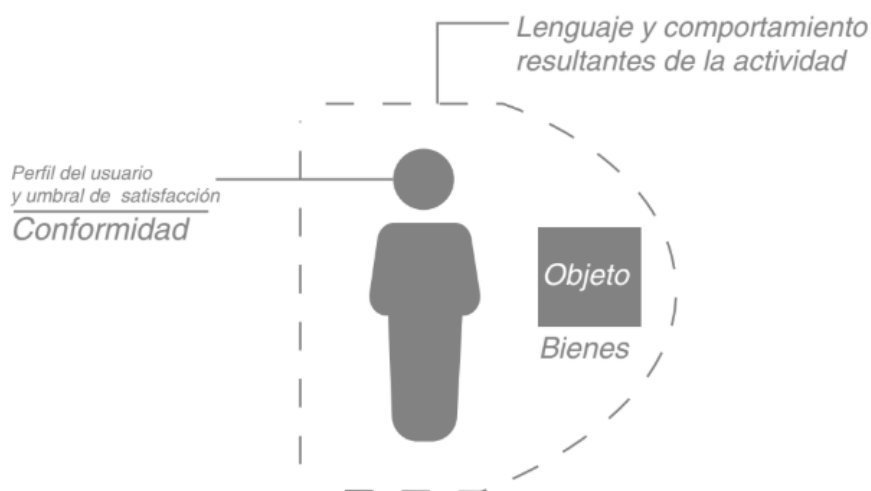 Lenguaje y comportamiento
resultantes de la actividad
Perfil del usuario
y umbral de satisfacción
Conformidad
Objeto
Bienes